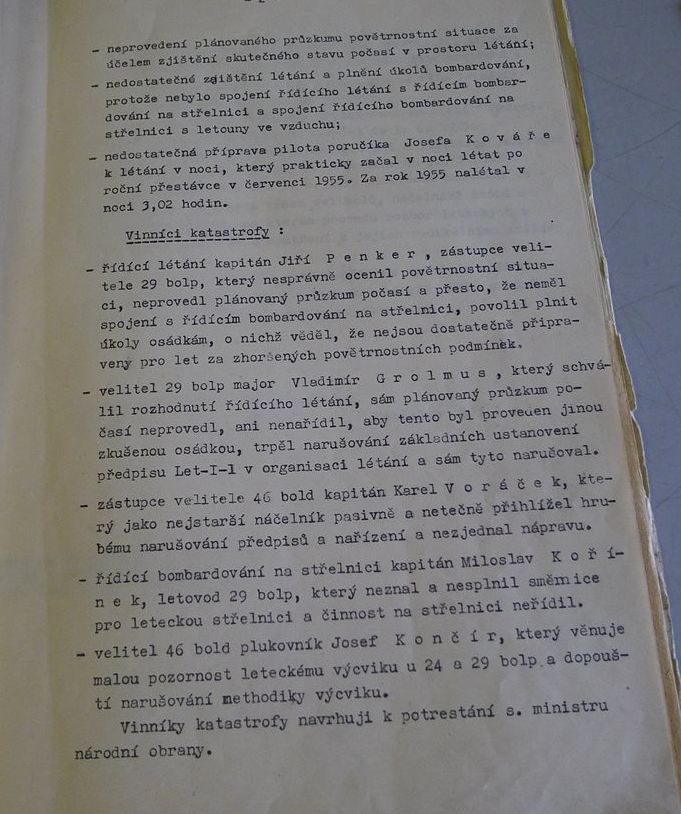 - 2
- neprovedení plánovaného průzkumu povětrnostní situace za
účelem zjištění skutečného stavu počasí v prostoru létání;
- nedostatečné zjištění létání a plnění úkolů bombardování,
protože nebylo spojení řídícího létání s řídícím bombar-
dování na střelnici a spojení řídícího bombardování na
střelnici s letouny ve vzduchu;
- nedostatečná příprava pilota poručíka Josefa K o v á ř e
k létání v noci, který prakticky začal v noci létat po
roční přestávce v červenci 1955. Za rok 1955 nalétal v
noci 3,02 hodin.
Vinníci katastrofy :
- řídící létání kapitán Jiří P e n k e r , zástupce veli-
tele 29 bolp, který nesprávně ocenil povětrnostní situa-
ci, neprovedl plánovaný průzkum počasí a přesto, že neměl
spojení s řídícím bombardování na střelnici, povolil plnit
úkoly osádkám, o nichž věděl, že nejsou dostatečně připra-
veny pro let za zhoršených povětrnostních podmínek.
- velitel 29 bolp major Vladimír G r o l m u s , který schvá-
lil rozhodnutí řídícího létání, sám plánovaný průzkum po-
časí neprovedl, ani nenařídil, aby tento byl proveden jinou
zkušenou osádkou, trpěl narušování základních ustanovení
předpisu Let-I-1 v organisaci létání a sám tyto narušoval.
- zástupce velitele 46 bold kapitán Karel V o r á č e k, kte-
rý jako nejstarší náčelník pasivně a netečně přihlížel hru-
bému narušování předpisů a nařízení a nezjednal nápravu.
- řídící bombardování na střelnici kapitán Miloslav K o ř í-
n e k, letovod 29 bolp, který neznal a nesplnil směrnice
pro leteckou střelnici a činnost na střelnici neřídil.
- velitel 46 bold plukovník Josef K o n č í r, který věnuje
malou pozornost leteckému výcviku u 24 a 29 bolp a dopouš-
tí narušování methodiky výcviku.
Vinníky katastrofy navrhuji k potrestání s. ministru
národní obrany.